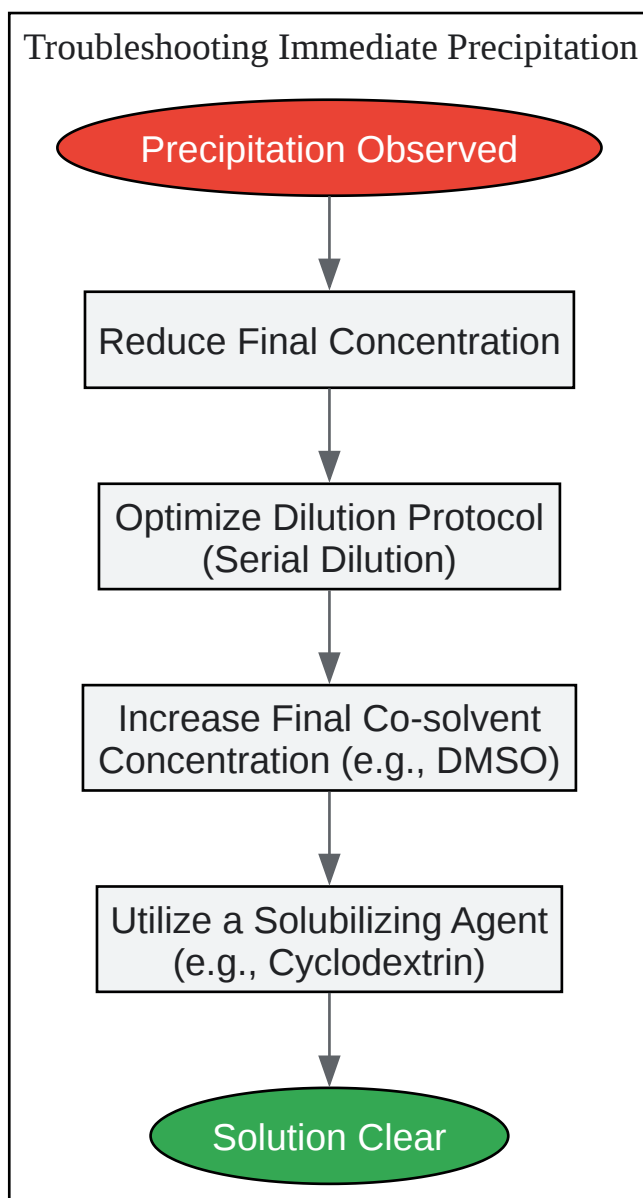 Troubleshooting Immediate Precipitation
Precipitation Observed
Reduce Final Concentration
Optimize Dilution Protocol
(Serial Dilution)
Increase Final Co-solvent
Concentration (e.g., DMSO)
Utilize a Solubilizing Agent
(e.g., Cyclodextrin)
Solution Clear